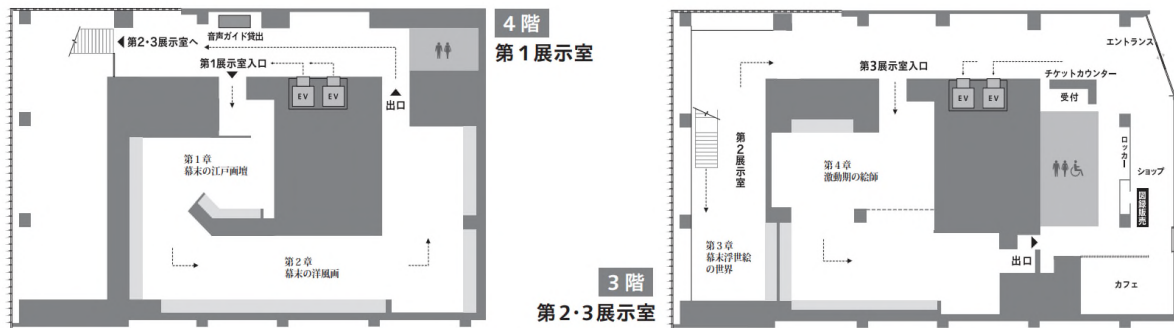 4階
第1展示室
音声ガイド貸出
第2・3展示室へ
第1展示室入口
EV
EV
出口
第1章
幕末の江戸画壇
第2章
幕末の洋風画
3階
第2・3展示室
エントランス
第3展示室入口
チケットカウンター
受付
EV
EV
第2展示室
ロッカー
ショップ
図録販売
第4章
激動期の絵師
第3章
幕末浮世絵
の世界
出口
カフェ